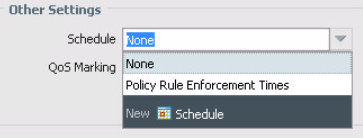 Other Settings
Schedule None
None
QoS Marking
Policy Rule Enforcement Times
New Schedule